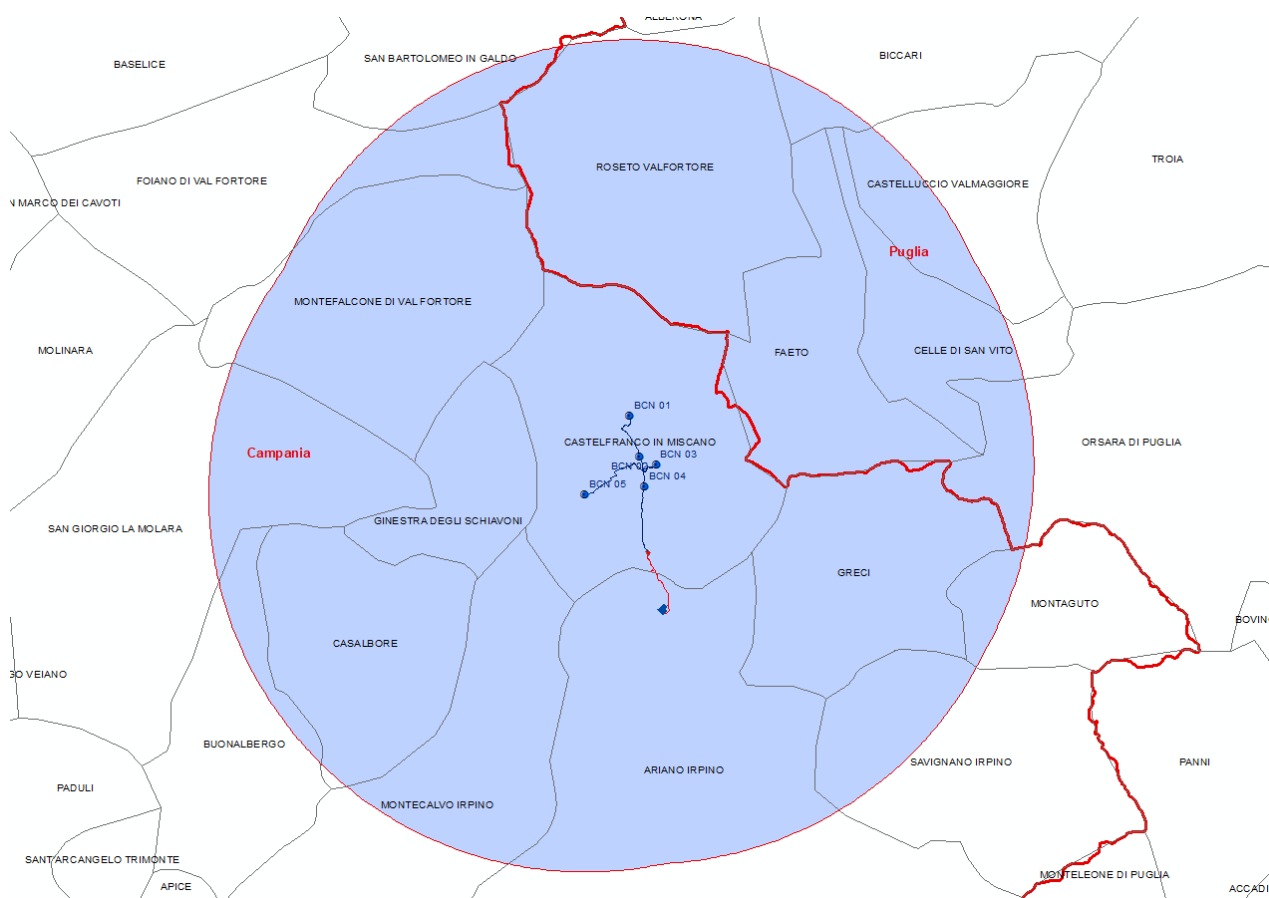 ALBERONA
SAN BARTOLOMEO IN GALDO
BICCARI
BASELICE
TROIA
ROSETO VALFORTORE
FOIANO DI VAL FORTORE
CASTELLUCCIO VALMAGGIORE
N MARCO DEI CAVOTI
Puglia
MONTEFALCONE DI VAL FORTORE
MOLINARA
FAETO
CELLE DI SAN VITO
BCN 01
CASTELFRANCO IN MISCANO
ORSARA DI PUGLIA
Campania
BCN 03
BCN
BCN 04
BCN 05
GINESTRA DEGLI SCHIAVONI
SAN GIORGIO LA MOLARA
GRECI
MONTAGUTO
BOVIN
CASALBORE
GO VEIANO
BUONALBERGO
ARIANO IRPINO
SAVIGNANO IRPINO
PANNI
PADULI
MONTECALVO IRPINO
SANT'ARCANGELO TRIMONTE
MONTELEONE DI PUGLIA
APICE
ACCADI